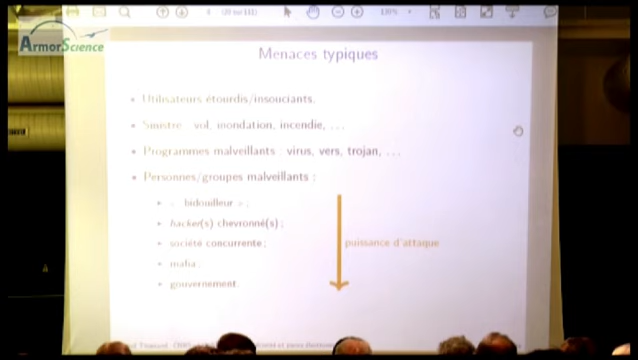 ArmorScience
130%
Menaces typiques
• Utilisateurs étourdis/insouciants,
• Sinistre : vol, inondation, incendie, ...
• Programmes malveillants : virus, vers, trojan, ...
• Personnes/groupes malveillants :
• « bidouilleur » ;
• hacker(s) chevronné(s) ;
• société concurrente ;
• mafia ;
• gouvernement.
puissance d'attaque